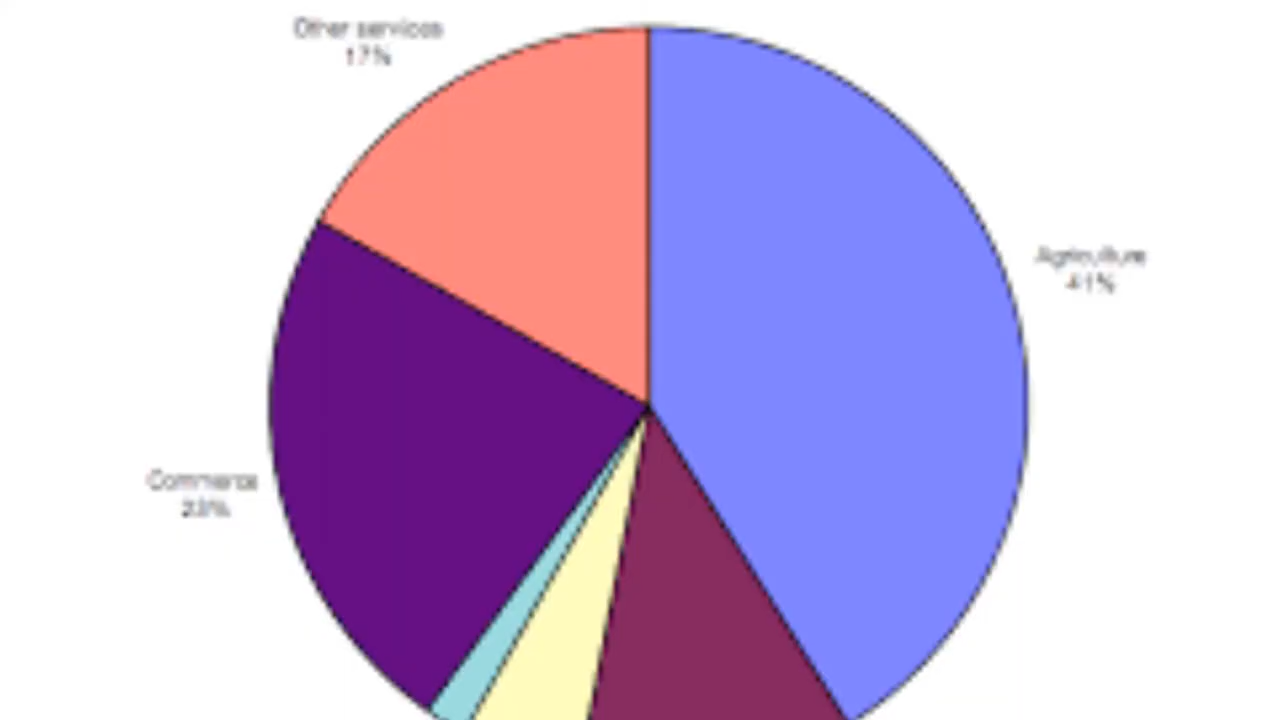 Other services
17%
Agriculture
41%
Commerce
23%